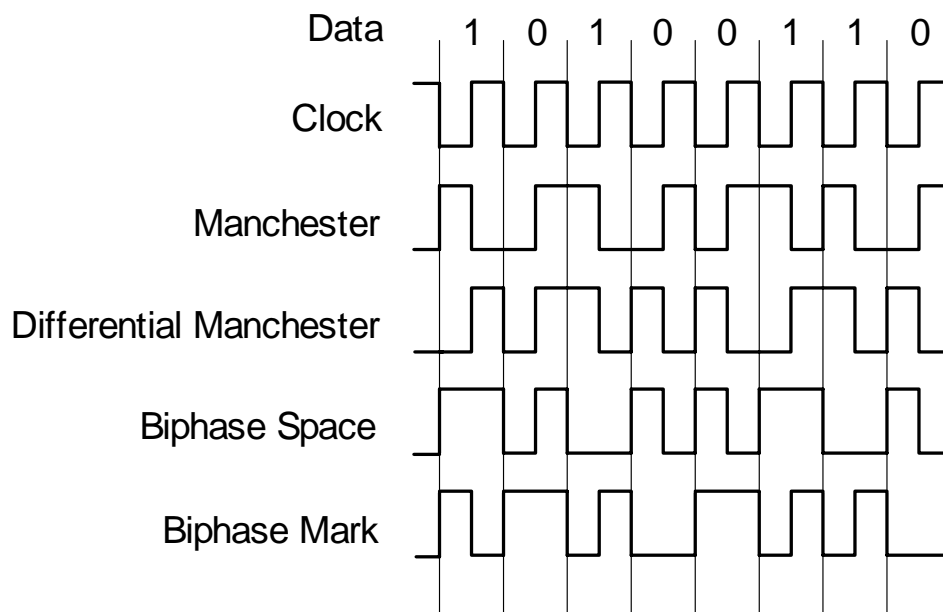 Data 1 0 1 0 0 1 1 0
Clock
Manchester
Differential Manchester
Biphase Space
Biphase Mark